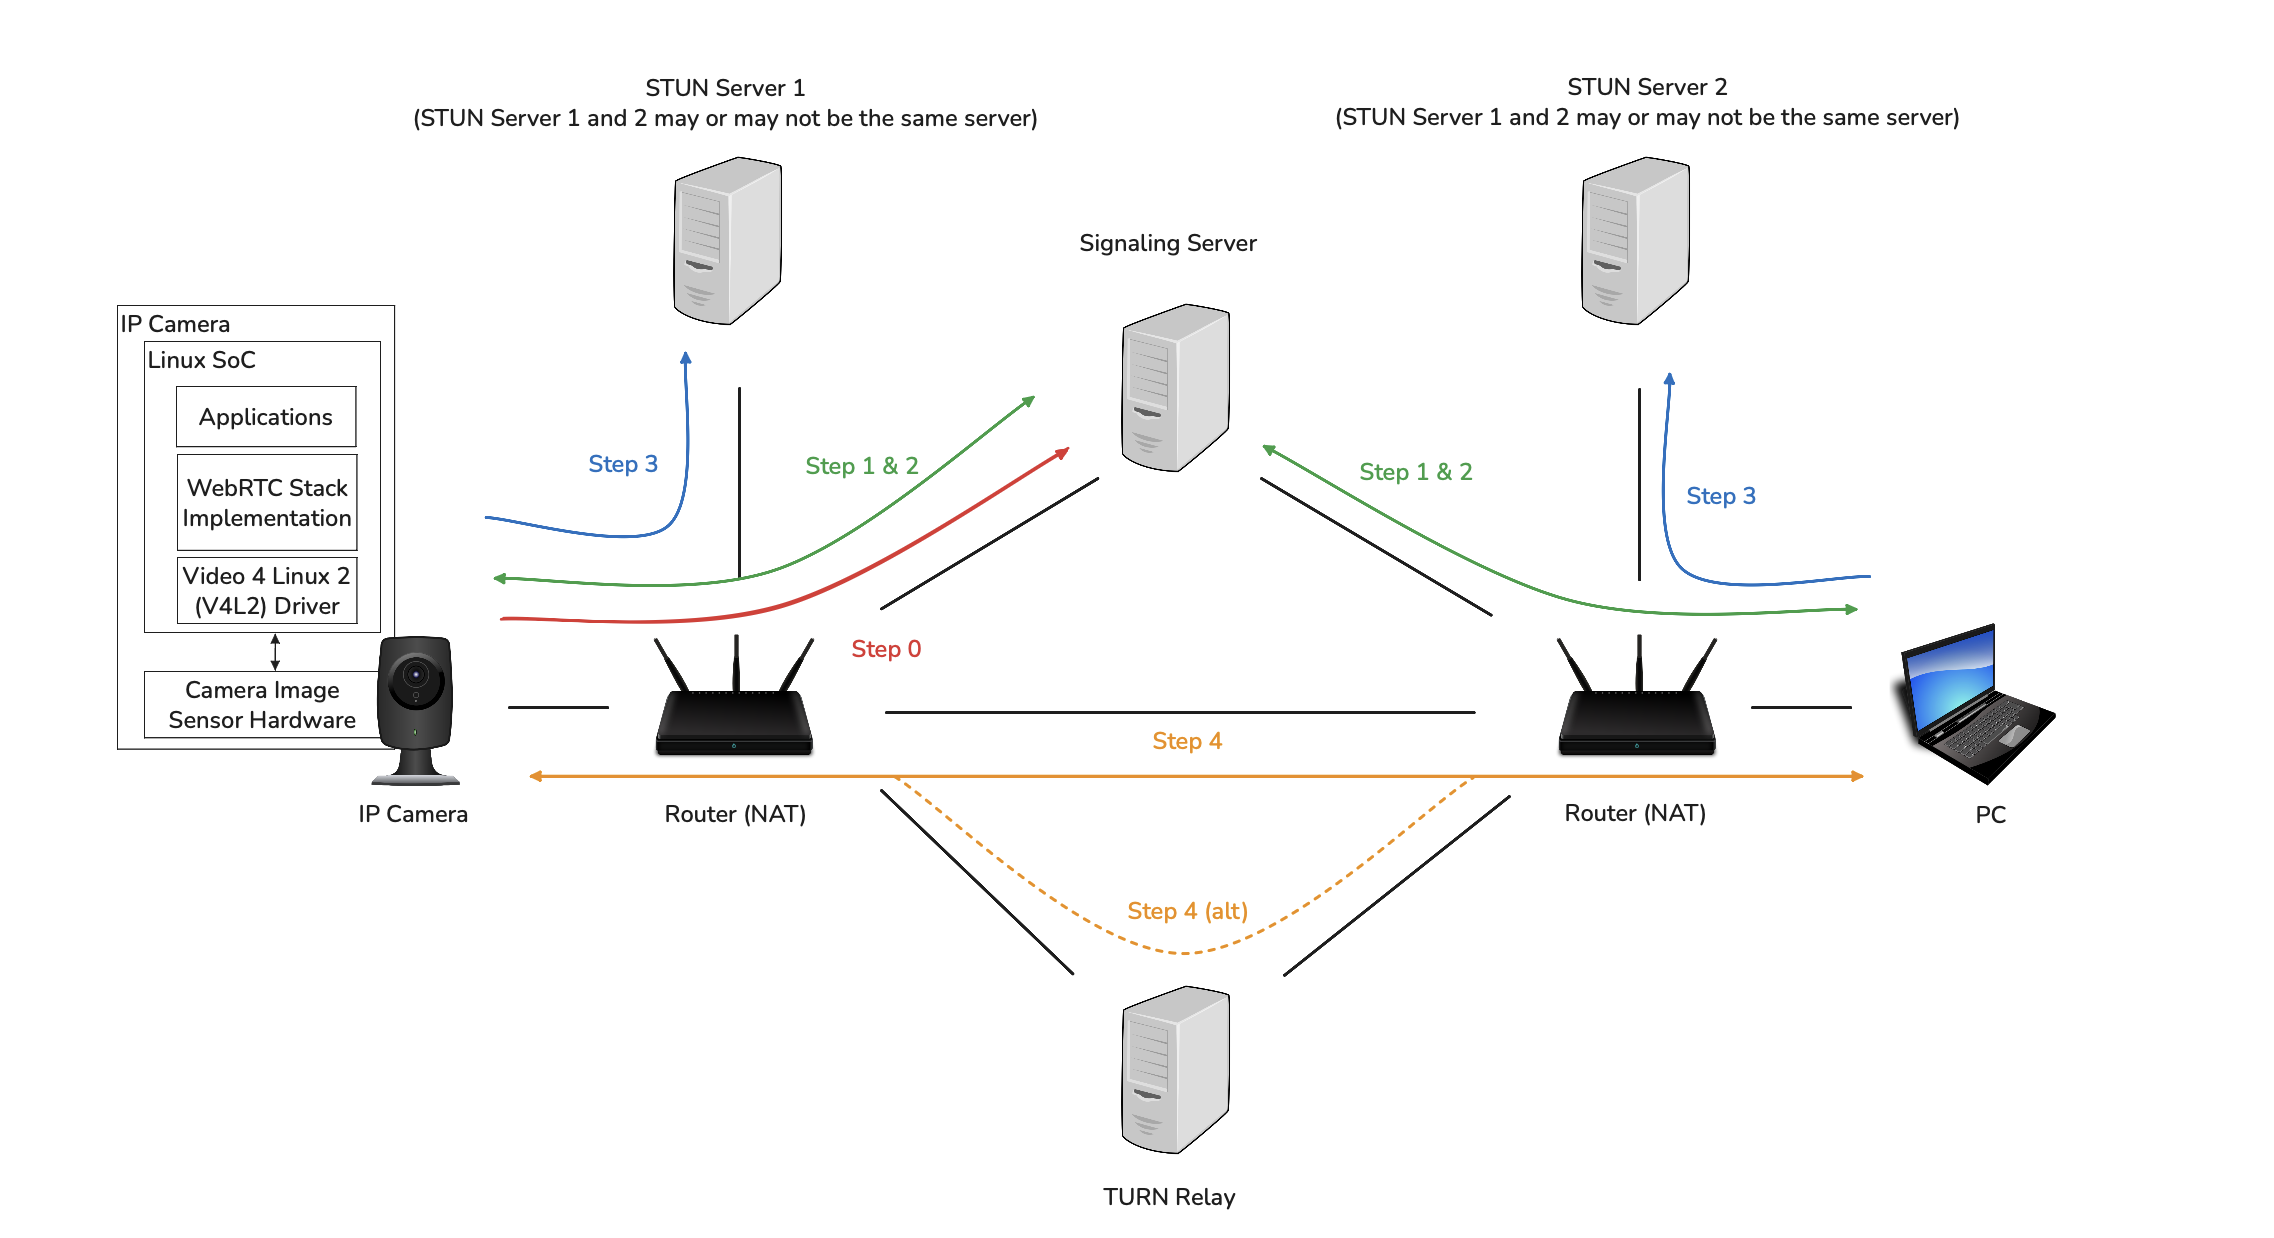 STUN Server 1
(STUN Server 1 and 2 may or may not be the same server)
STUN Server 2
(STUN Server 1 and 2 may or may not be the same server)
Signaling Server
IP Camera
Linux SoC
Applications
WebRTC Stack
Implementation
Video 4 Linux 2
(V4L2) Driver
Camera Image
Sensor Hardware
Step 3
Step 1 & 2
Step 1 & 2
Step 3
Step 0
Step 4
IP Camera
Router (NAT)
Router (NAT)
PC
Step 4 (alt)
TURN Relay